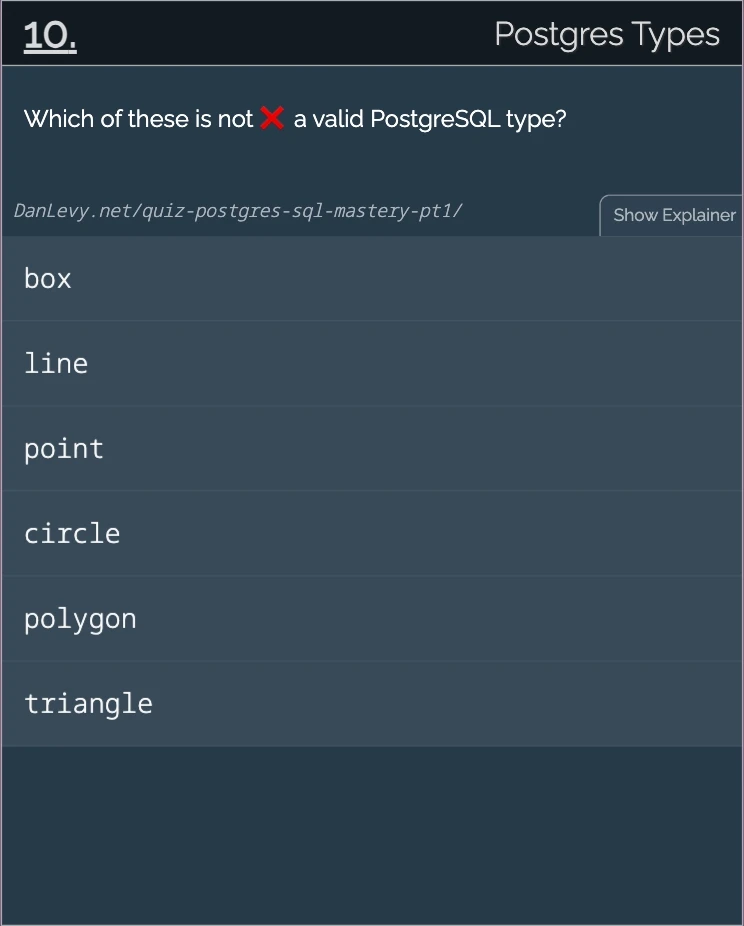 10.
Postgres Types
Which of these is not ❌ a valid PostgreSQL type?
DanLevy.net/quiz-postgres-sql-mastery-pt1/
Show Explainer
box
line
point
circle
polygon
triangle